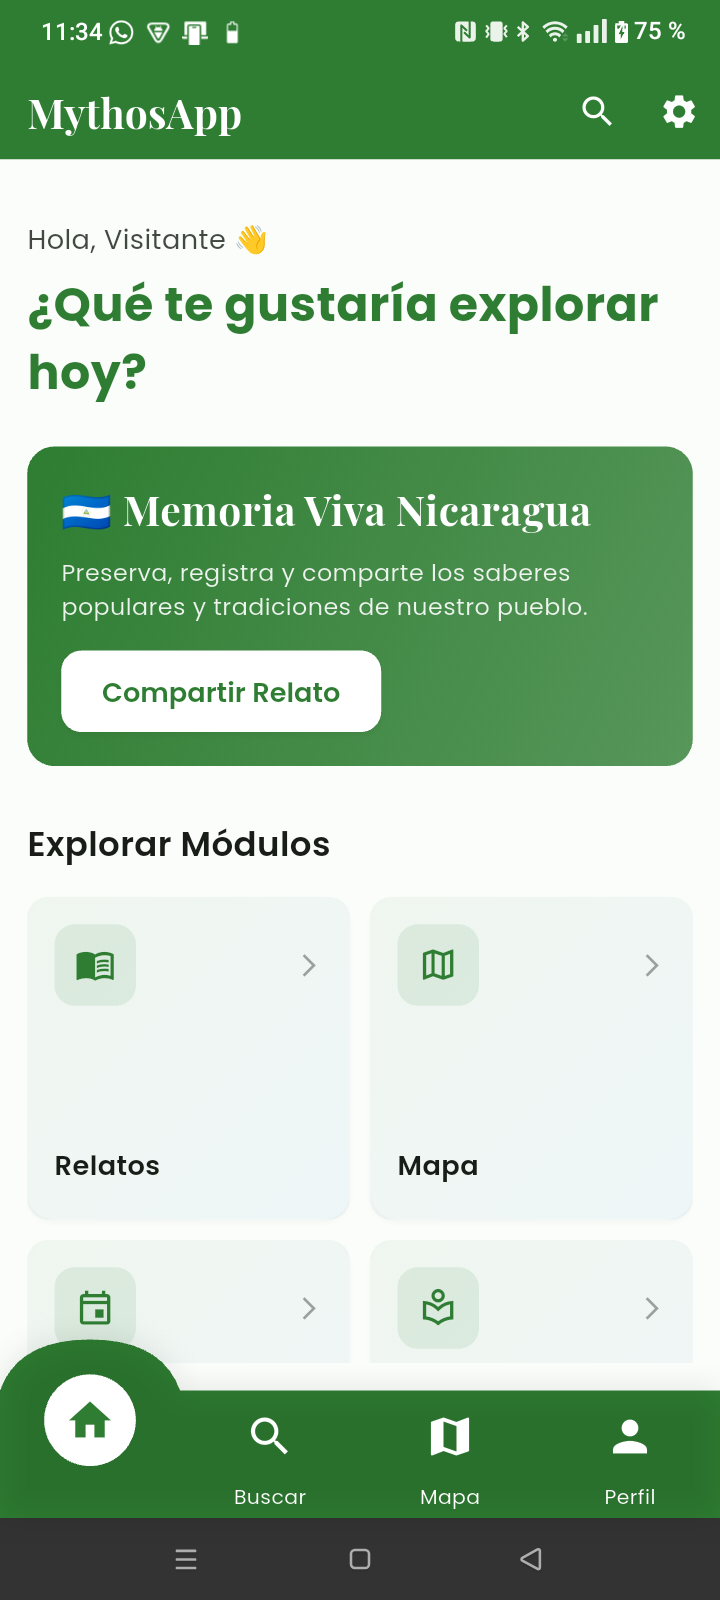 11:34 75 %
MythosApp
Hola, Visitante 👋
¿Qué te gustaría explorar
hoy?
🇳🇮 Memoria Viva Nicaragua
Preserva, registra y comparte los saberes
populares y tradiciones de nuestro pueblo.
Compartir Relato
Explorar Módulos
Relatos Mapa
Buscar Mapa Perfil